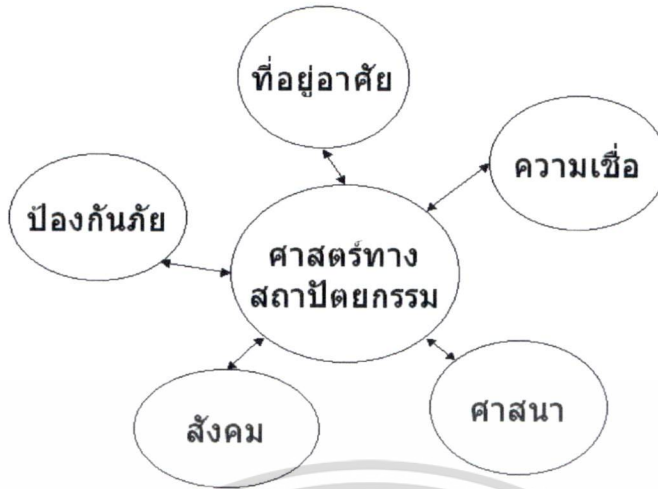 ที่อยู่อาศัย
ความเชื่อ
ป้องกันภัย
ศาสตร์ทาง
สถาปัตยกรรม
ศาสนา
สังคม